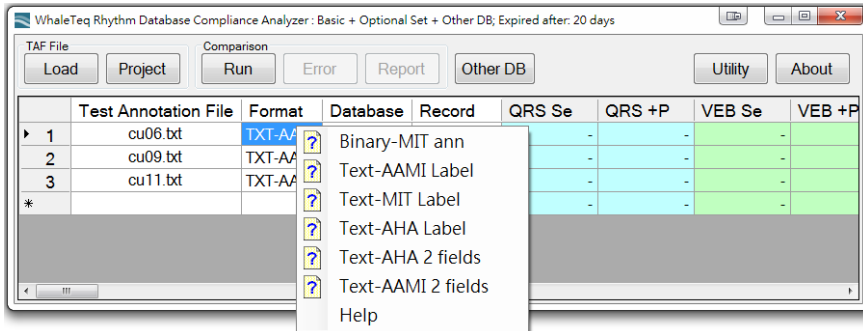 WhaleTeq Rhythm Database Compliance Analyzer : Basic + Optional Set + Other DB; Expired after: 20 days
TAF File
Comparison
Load Project Run Error Report Other DB Utility About
Test Annotation File Format Database Record QRS Se QRS +P VEB Se VEB +P
1 cu06.txt TXT-AA - - -
2 cu09.txt TXT-AA - - -
3 cu11.txt TXT-AA - - -
* - - -
Binary-MIT ann
Text-AAMI Label
Text-MIT Label
Text-AHA Label
Text-AHA 2 fields
Text-AAMI 2 fields
Help